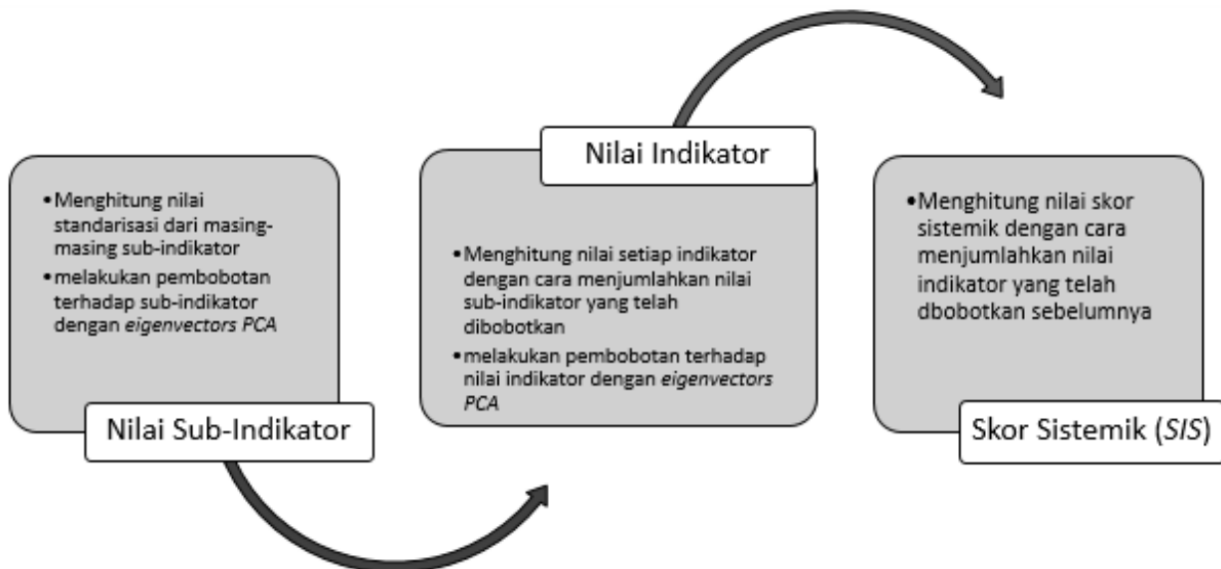 •Menghitung nilai
standarisasi dari masing-
masing sub-indikator
•melakukan pembobotan
terhadap sub-indikator
dengan eigenvectors PCA
Nilai Sub-Indikator
Nilai Indikator
•Menghitung nilai setiap indikator
dengan cara menjumlahkan nilai
sub-indikator yang telah
dibobotkan
•melakukan pembobotan terhadap
nilai indikator dengan eigenvectors
PCA
•Menghitung nilai skor
sistemik dengan cara
menjumlahkan nilai
indikator yang telah
dbobotkan sebelumnya
Skor Sistemik (SIS)